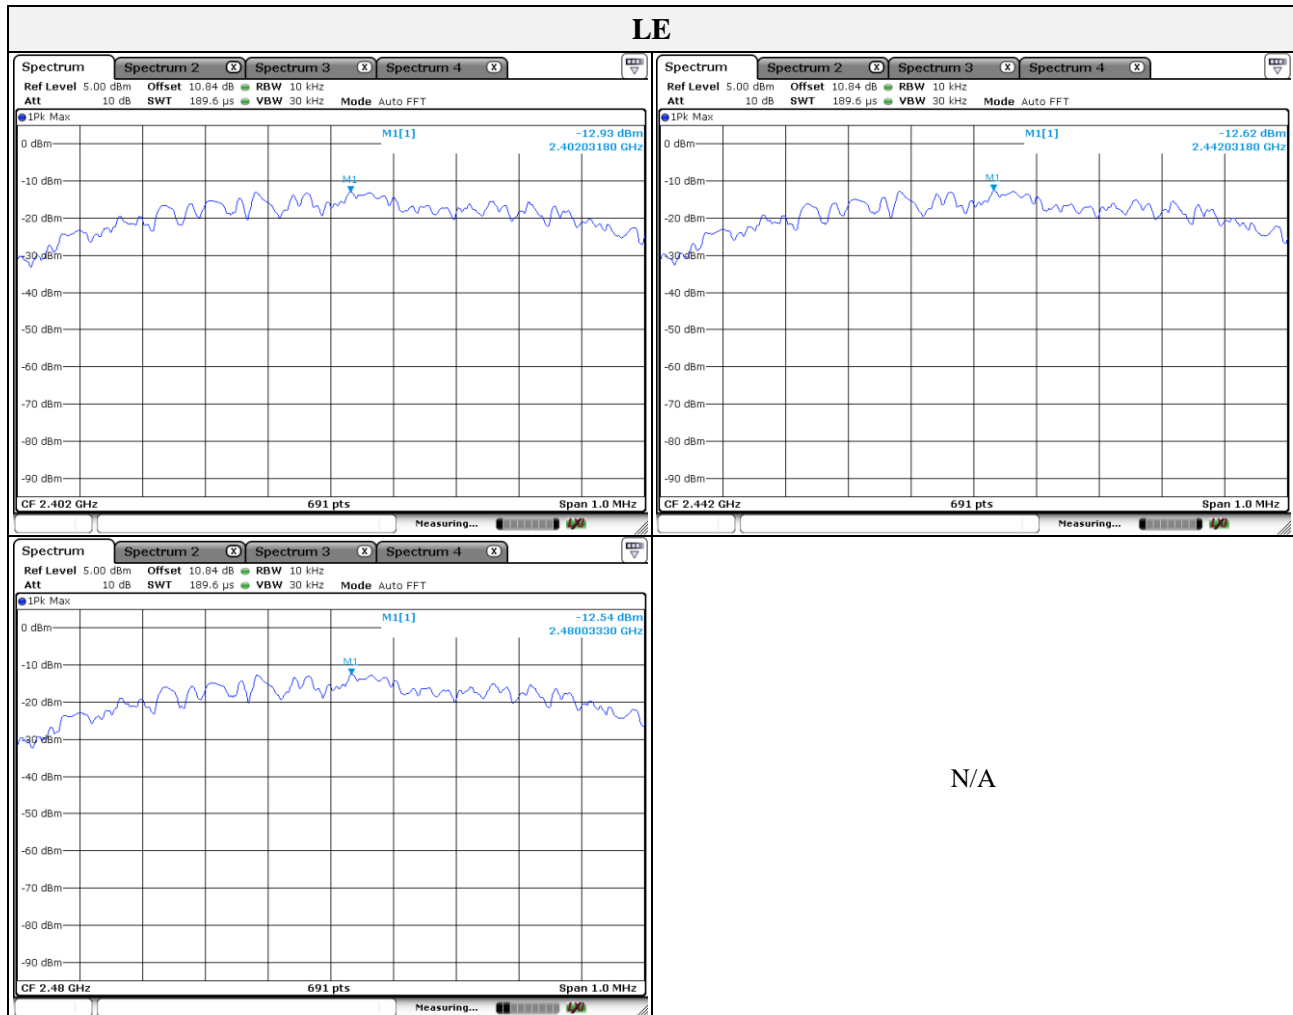 LE
Spectrum Spectrum 2 X Spectrum 3 X Spectrum 4 X
Ref Level 5.00 dBm Offset 10.84 dB RBW 10 kHz
Att 10 dB SWT 189.6 µs VBW 30 kHz Mode Auto FFT
1Pk Max
M1[1] -12.93 dBm
2.40203180 GHz
0 dBm
M1
-10 dBm
-20 dBm
-30 dBm
-40 dBm
-50 dBm
-60 dBm
-70 dBm
-80 dBm
-90 dBm
CF 2.402 GHz 691 pts Span 1.0 MHz
Measuring... LXI
Spectrum Spectrum 2 X Spectrum 3 X Spectrum 4 X
Ref Level 5.00 dBm Offset 10.84 dB RBW 10 kHz
Att 10 dB SWT 189.6 µs VBW 30 kHz Mode Auto FFT
1Pk Max
M1[1] -12.62 dBm
2.44203180 GHz
0 dBm
M1
-10 dBm
-20 dBm
-30 dBm
-40 dBm
-50 dBm
-60 dBm
-70 dBm
-80 dBm
-90 dBm
CF 2.442 GHz 691 pts Span 1.0 MHz
Measuring... LXI
Spectrum Spectrum 2 X Spectrum 3 X Spectrum 4 X
Ref Level 5.00 dBm Offset 10.84 dB RBW 10 kHz
Att 10 dB SWT 189.6 µs VBW 30 kHz Mode Auto FFT
1Pk Max
M1[1] -12.54 dBm
2.48003330 GHz
0 dBm
M1
-10 dBm
-20 dBm
-30 dBm
-40 dBm
-50 dBm
-60 dBm
-70 dBm
-80 dBm
-90 dBm
CF 2.48 GHz 691 pts Span 1.0 MHz
Measuring... LXI
N/A